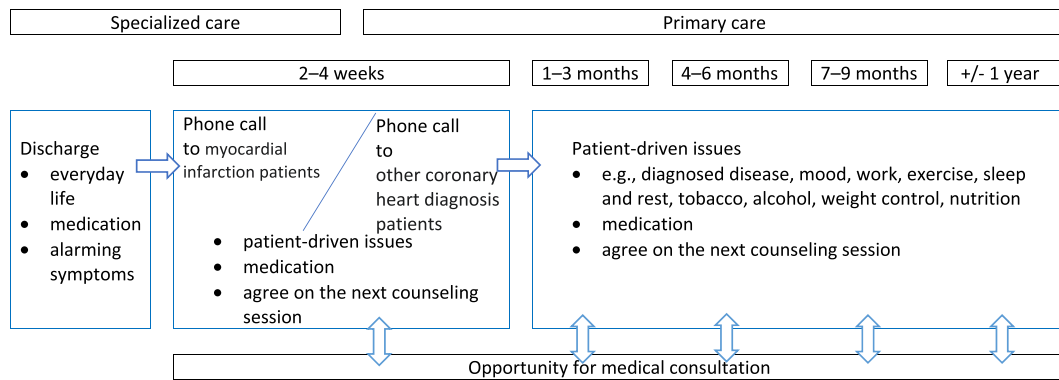 Specialized care
Primary care
2–4 weeks
1–3 months
4–6 months
7–9 months
+/- 1 year
Discharge
• everyday
life
• medication
• alarming
symptoms
Phone call
to myocardial
infarction patients
Phone call
to
other coronary
heart diagnosis
patients
• patient-driven issues
• medication
• agree on the next counseling
session
Patient-driven issues
• e.g., diagnosed disease, mood, work, exercise, sleep
and rest, tobacco, alcohol, weight control, nutrition
• medication
• agree on the next counseling session
Opportunity for medical consultation